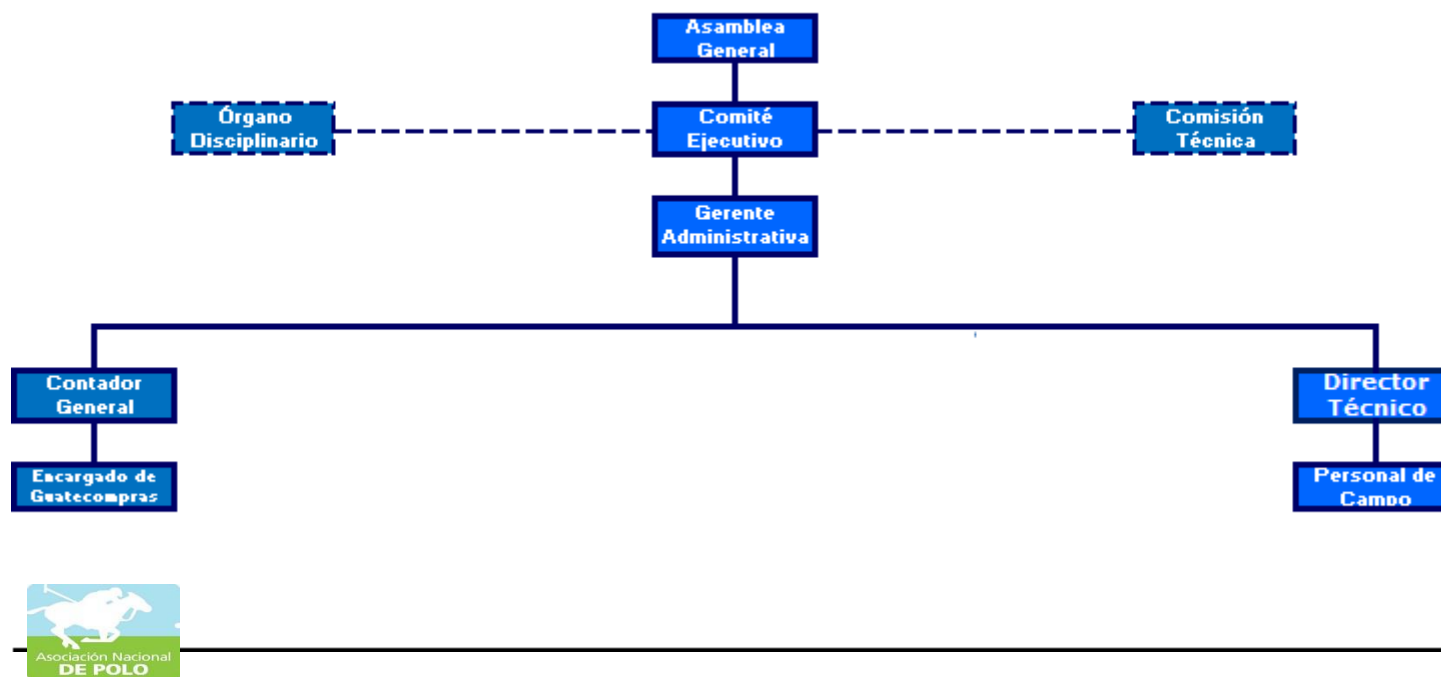 Asamblea
General
Órgano
Disciplinario
Comité
Ejecutivo
Comisión
Técnica
Gerente
Administrativa
Contador
General
Director
Técnico
Encargado de
Guatecompras
Personal de
Campo
Asociación Nacional
DE POLO